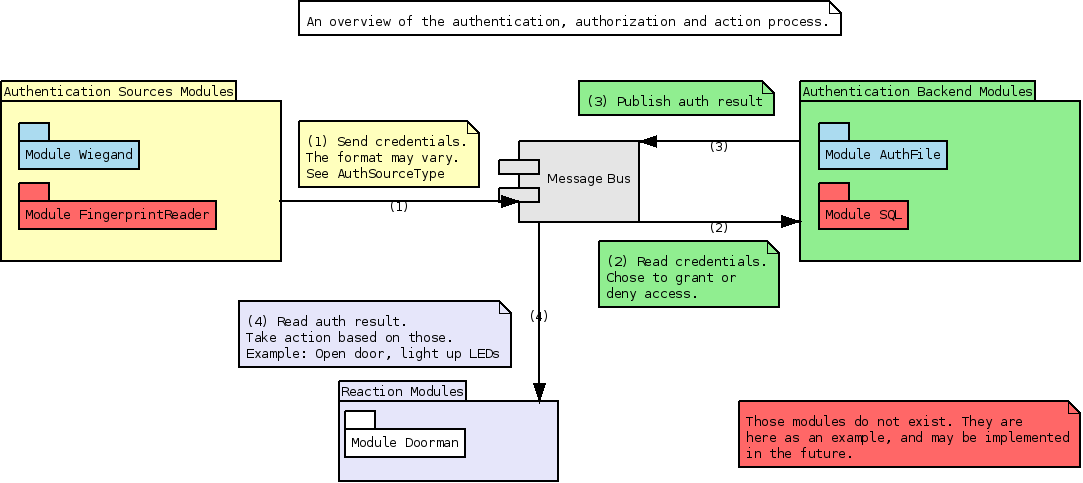 An overview of the authentication, authorization and action process.
Authentication Sources Modules
Module Wiegand
Module FingerprintReader
(1) Send credentials.
The format may vary.
See AuthSourceType
(1)
Message Bus
(3) Publish auth result
(3)
(2)
Authentication Backend Modules
Module AuthFile
Module SQL
(2) Read credentials.
Chose to grant or
deny access.
(4) Read auth result.
Take action based on those.
Example: Open door, light up LEDs
(4)
Reaction Modules
Module Doorman
Those modules do not exist. They are
here as an example, and may be implemented
in the future.